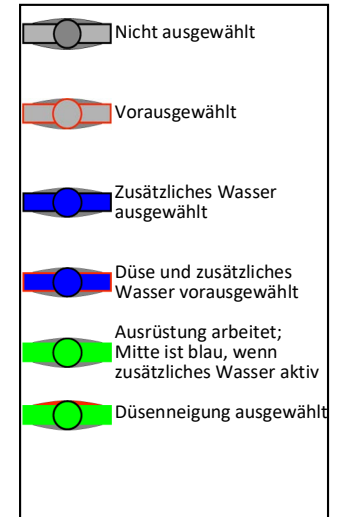 Nicht ausgewählt
Vorausgewählt
Zusätzliches Wasser
ausgewählt
Düse und zusätzliches
Wasser vorausgewählt
Ausrüstung arbeitet;
Mitte ist blau, wenn
zusätzliches Wasser aktiv
Düsenneigung ausgewählt